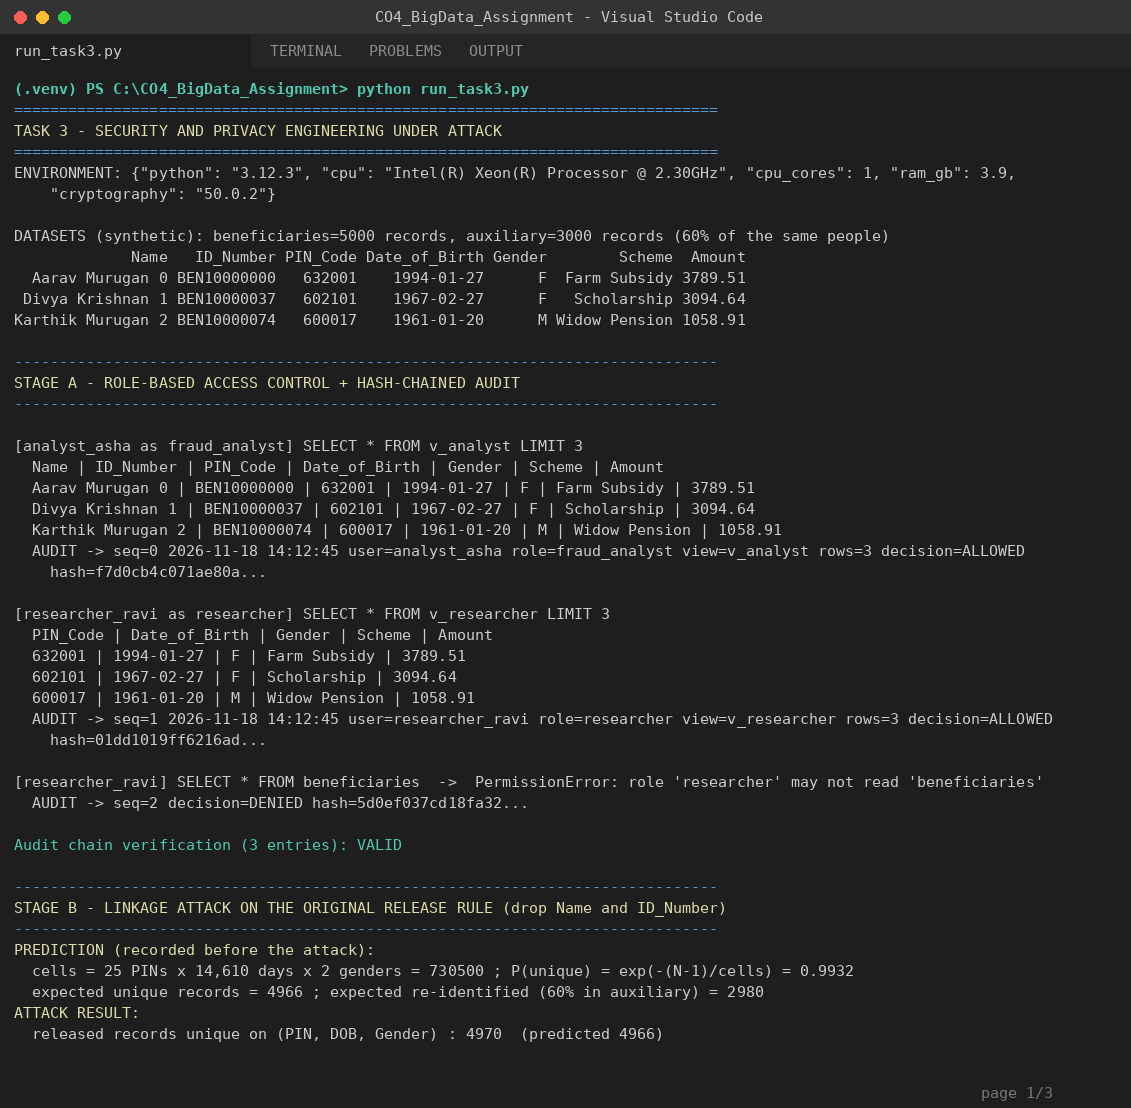 CO4_BigData_Assignment - Visual Studio Code
run_task3.py TERMINAL PROBLEMS OUTPUT
(.venv) PS C:\CO4_BigData_Assignment> python run_task3.py
==============================================================================
TASK 3 - SECURITY AND PRIVACY ENGINEERING UNDER ATTACK
==============================================================================
ENVIRONMENT: {"python": "3.12.3", "cpu": "Intel(R) Xeon(R) Processor @ 2.30GHz", "cpu_cores": 1, "ram_gb": 3.9,
    "cryptography": "50.0.2"}
DATASETS (synthetic): beneficiaries=5000 records, auxiliary=3000 records (60% of the same people)
             Name   ID_Number PIN_Code Date_of_Birth Gender        Scheme  Amount
  Aarav Murugan 0 BEN10000000   632001    1994-01-27      F  Farm Subsidy 3789.51
 Divya Krishnan 1 BEN10000037   602101    1967-02-27      F   Scholarship 3094.64
Karthik Murugan 2 BEN10000074   600017    1961-01-20      M Widow Pension 1058.91
------------------------------------------------------------------------------
STAGE A - ROLE-BASED ACCESS CONTROL + HASH-CHAINED AUDIT
------------------------------------------------------------------------------
[analyst_asha as fraud_analyst] SELECT * FROM v_analyst LIMIT 3
  Name | ID_Number | PIN_Code | Date_of_Birth | Gender | Scheme | Amount
  Aarav Murugan 0 | BEN10000000 | 632001 | 1994-01-27 | F | Farm Subsidy | 3789.51
  Divya Krishnan 1 | BEN10000037 | 602101 | 1967-02-27 | F | Scholarship | 3094.64
  Karthik Murugan 2 | BEN10000074 | 600017 | 1961-01-20 | M | Widow Pension | 1058.91
  AUDIT -> seq=0 2026-11-18 14:12:45 user=analyst_asha role=fraud_analyst view=v_analyst rows=3 decision=ALLOWED
    hash=f7d0cb4c071ae80a...
[researcher_ravi as researcher] SELECT * FROM v_researcher LIMIT 3
  PIN_Code | Date_of_Birth | Gender | Scheme | Amount
  632001 | 1994-01-27 | F | Farm Subsidy | 3789.51
  602101 | 1967-02-27 | F | Scholarship | 3094.64
  600017 | 1961-01-20 | M | Widow Pension | 1058.91
  AUDIT -> seq=1 2026-11-18 14:12:45 user=researcher_ravi role=researcher view=v_researcher rows=3 decision=ALLOWED
    hash=01dd1019ff6216ad...
[researcher_ravi] SELECT * FROM beneficiaries  ->  PermissionError: role 'researcher' may not read 'beneficiaries'
  AUDIT -> seq=2 decision=DENIED hash=5d0ef037cd18fa32...
Audit chain verification (3 entries): VALID
------------------------------------------------------------------------------
STAGE B - LINKAGE ATTACK ON THE ORIGINAL RELEASE RULE (drop Name and ID_Number)
------------------------------------------------------------------------------
PREDICTION (recorded before the attack):
  cells = 25 PINs x 14,610 days x 2 genders = 730500 ; P(unique) = exp(-(N-1)/cells) = 0.9932
  expected unique records = 4966 ; expected re-identified (60% in auxiliary) = 2980
ATTACK RESULT:
  released records unique on (PIN, DOB, Gender) : 4970  (predicted 4966)
page 1/3